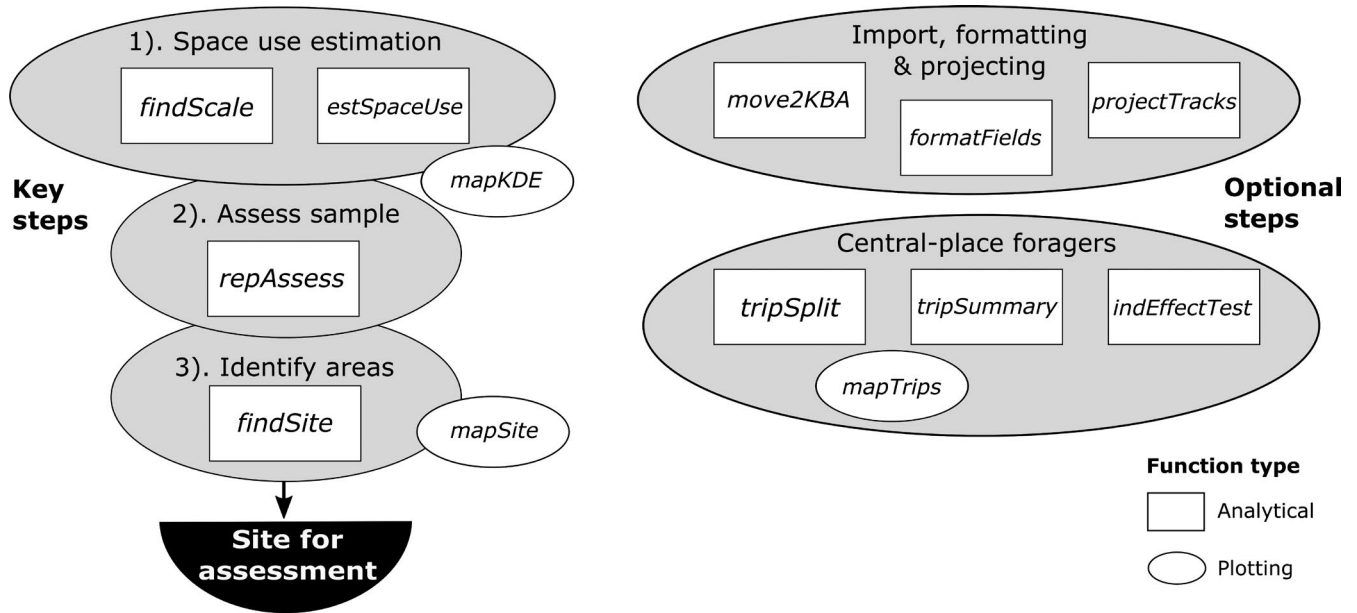 1). Space use estimation
findScale
estSpaceUse
mapKDE
Key
steps
2). Assess sample
repAssess
3). Identify areas
findSite
mapSite
Site for
assessment
Import, formatting
& projecting
move2KBA
formatFields
projectTracks
Optional
steps
Central-place foragers
tripSplit
tripSummary
indEffectTest
mapTrips
Function type
Analytical
Plotting